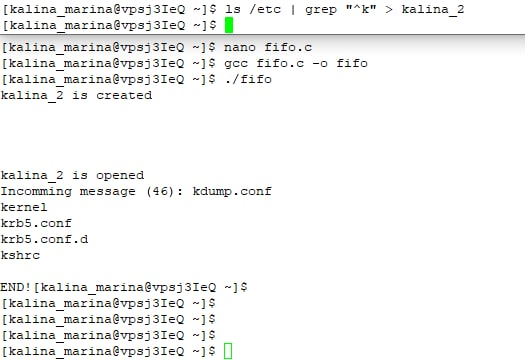 [kalina_marina@vpsj3IeQ ~]$ ls /etc | grep "^k" > kalina_2
[kalina_marina@vpsj3IeQ ~]$
[kalina_marina@vpsj3IeQ ~]$ nano fifo.c
[kalina_marina@vpsj3IeQ ~]$ gcc fifo.c -o fifo
[kalina_marina@vpsj3IeQ ~]$ ./fifo
kalina_2 is created
kalina_2 is opened
Incomming message (46): kdump.conf
kernel
krb5.conf
krb5.conf.d
kshrc
END![kalina_marina@vpsj3IeQ ~]$
[kalina_marina@vpsj3IeQ ~]$
[kalina_marina@vpsj3IeQ ~]$
[kalina_marina@vpsj3IeQ ~]$
[kalina_marina@vpsj3IeQ ~]$